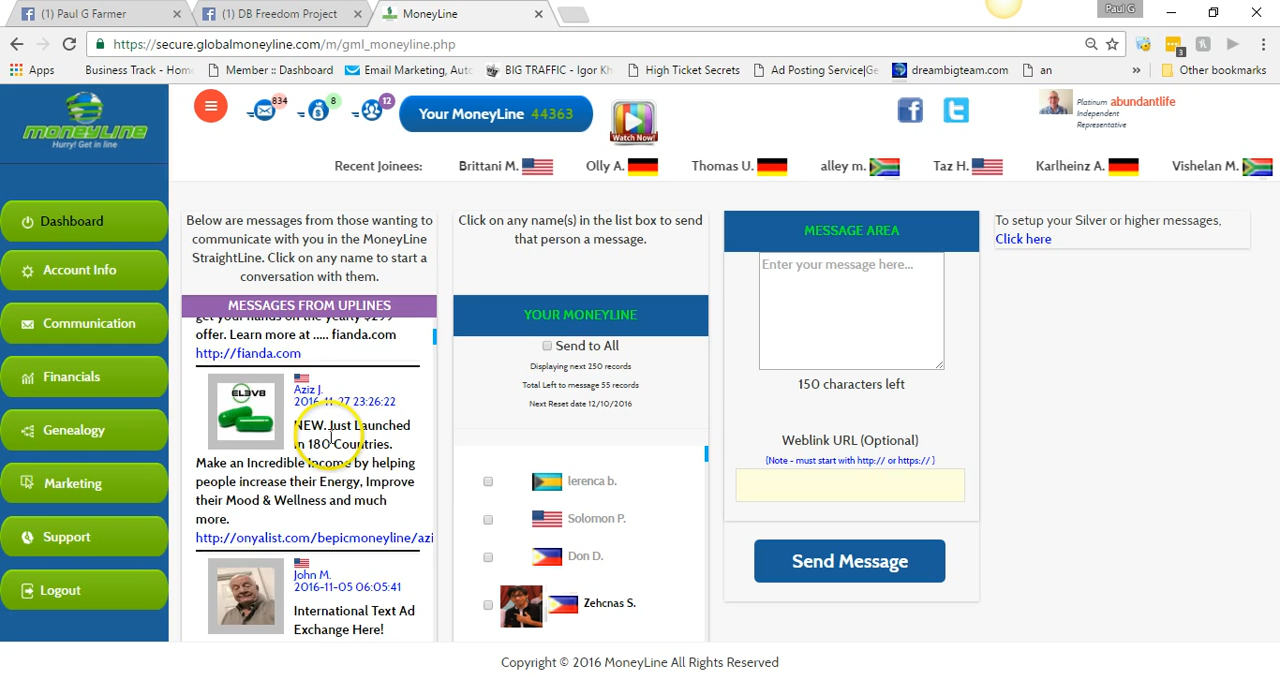 (1) Paul G Farmer
(1) DB Freedom Project
MoneyLine
Paul G
https://secure.globalmoneyline.com/m/gml_moneyline.php
3
Apps
Business Track - Hom
Member :: Dashboard
Email Marketing, Auto
BIG TRAFFIC - Igor Kh
High Ticket Secrets
Ad Posting Service|Ge
dreambigteam.com
an
»
Other bookmarks
MONEYLINE
Hurry! Get in line
834
8
12
Your MoneyLine 44363
Watch Now!
Platinum abundantlife
Independent
Representative
Recent Joinees:
Brittani M.
Olly A.
Thomas U.
alley m.
Taz H.
Karlheinz A.
Vishelan M.
Dashboard
Account Info
Communication
Financials
Genealogy
Marketing
Support
Logout
Below are messages from those wanting to
communicate with you in the MoneyLine
StraightLine. Click on any name to start a
conversation with them.
MESSAGES FROM UPLINES
get your hands on the yearly $299
offer. Learn more at ..... fianda.com
http://fianda.com
ELEV8
Aziz J.
2016-11-27 23:26:22
NEW..Just Launched
in 180 Countries.
Make an Incredible Income by helping
people increase their Energy, Improve
their Mood & Wellness and much
more.
http://onyalist.com/bepicmoneyline/azi
John M.
2016-11-05 06:05:41
International Text Ad
Exchange Here!
Click on any name(s) in the list box to send
that person a message.
YOUR MONEYLINE
Send to All
Displaying next 250 records
Total Left to message 55 records
Next Reset date 12/10/2016
lerenca b.
Solomon P.
Don D.
Zehcnas S.
MESSAGE AREA
Enter your message here...
150 characters left
Weblink URL (Optional)
(Note - must start with http:// or https:// )
Send Message
To setup your Silver or higher messages,
Click here
Copyright © 2016 MoneyLine All Rights Reserved